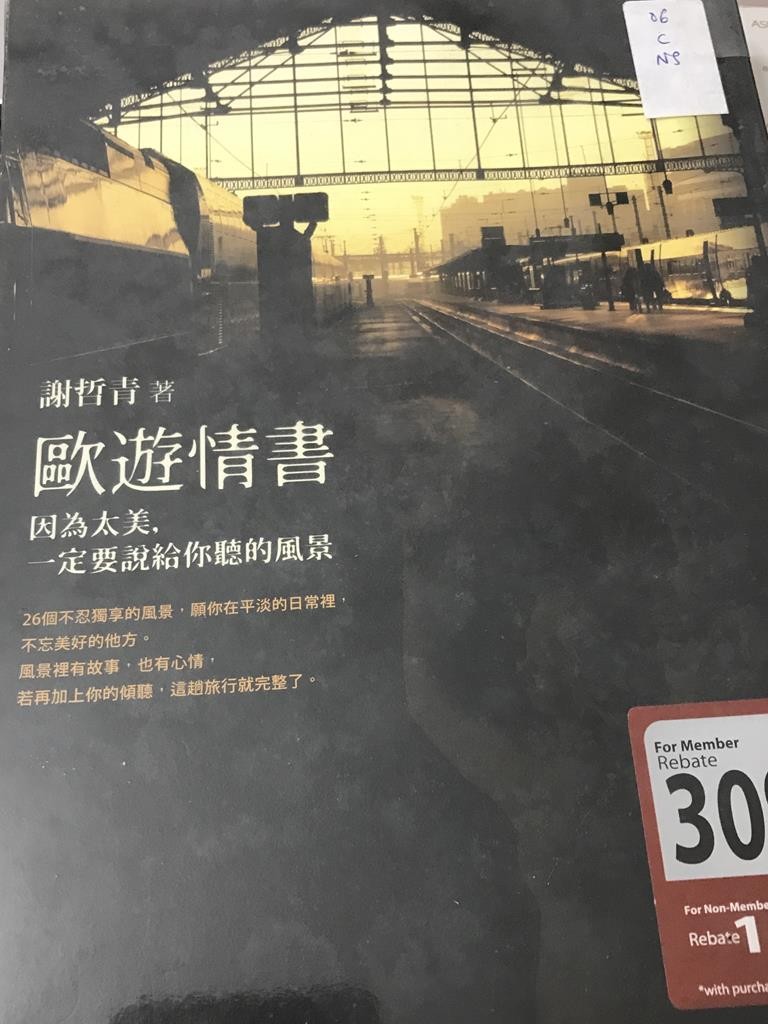 06
C
NS
謝哲青 著
歐遊情書
因為太美,
一定要說給你聽的風景
26個不忍獨享的風景，願你在平淡的日常裡，
不忘美好的他方。
風景裡有故事，也有心情，
若再加上你的傾聽，這趟旅行就完整了。
For Member
Rebate
30
For Non-Membe
Rebate 1
*with purcha